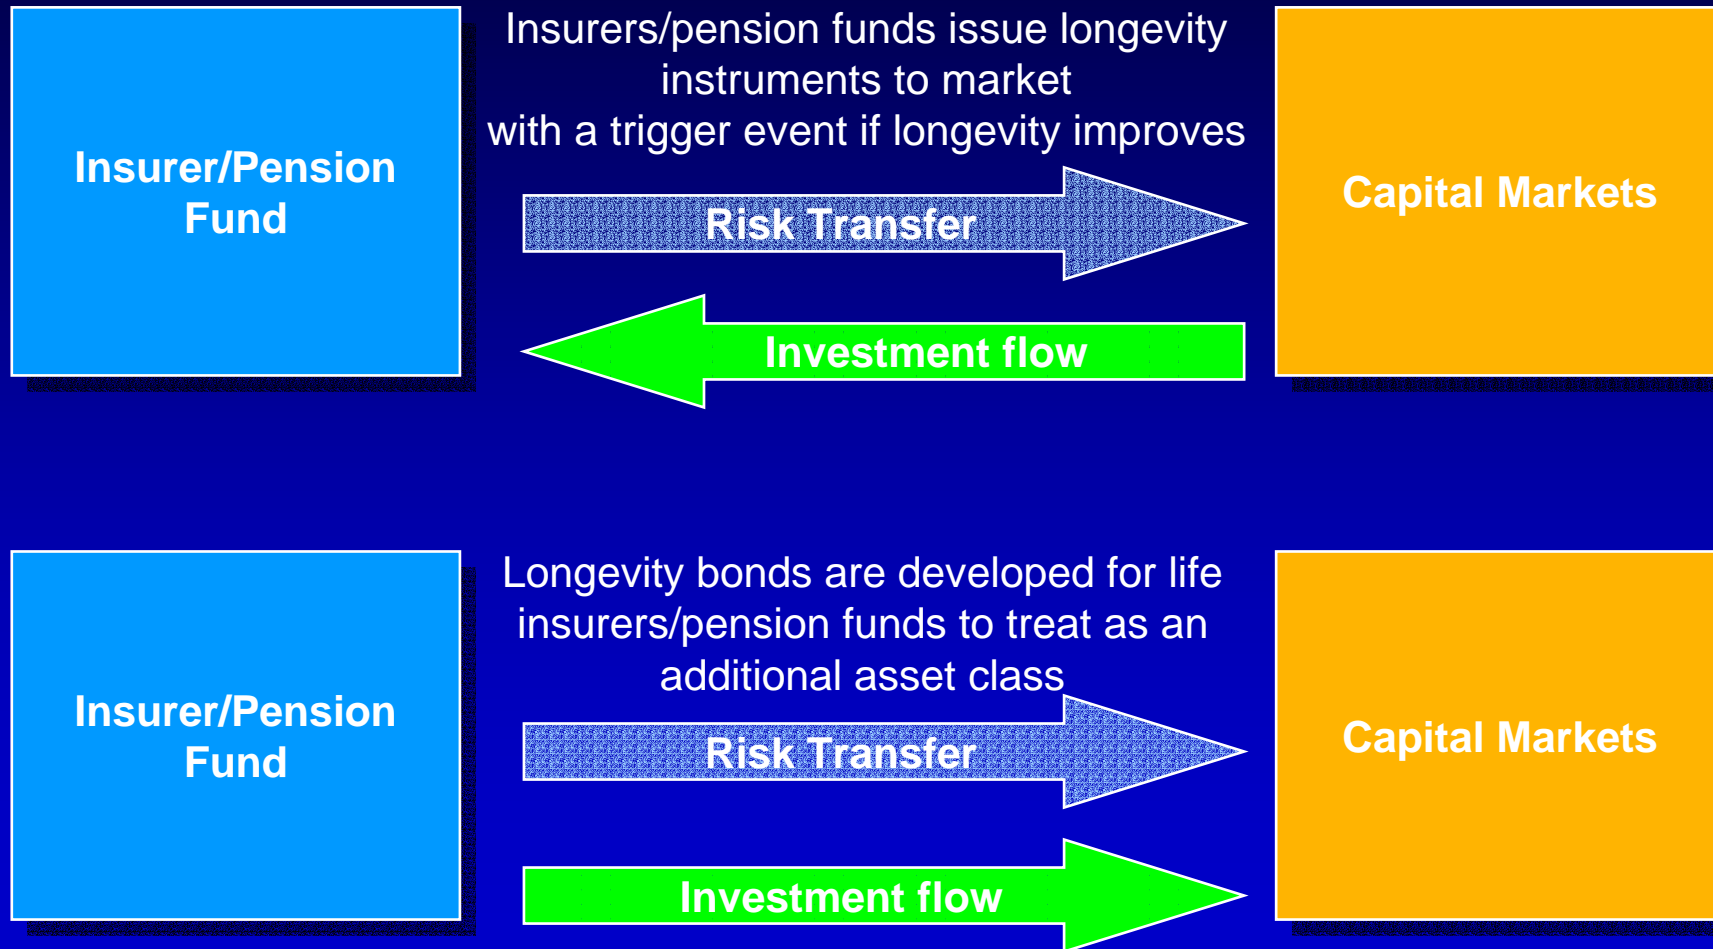 Insurers/pension funds issue longevity
instruments to market
with a trigger event if longevity improves
Insurer/Pension
Fund
Capital Markets
Risk Transfer
Investment flow
Longevity bonds are developed for life
insurers/pension funds to treat as an
additional asset class
Insurer/Pension
Fund
Capital Markets
Risk Transfer
Investment flow